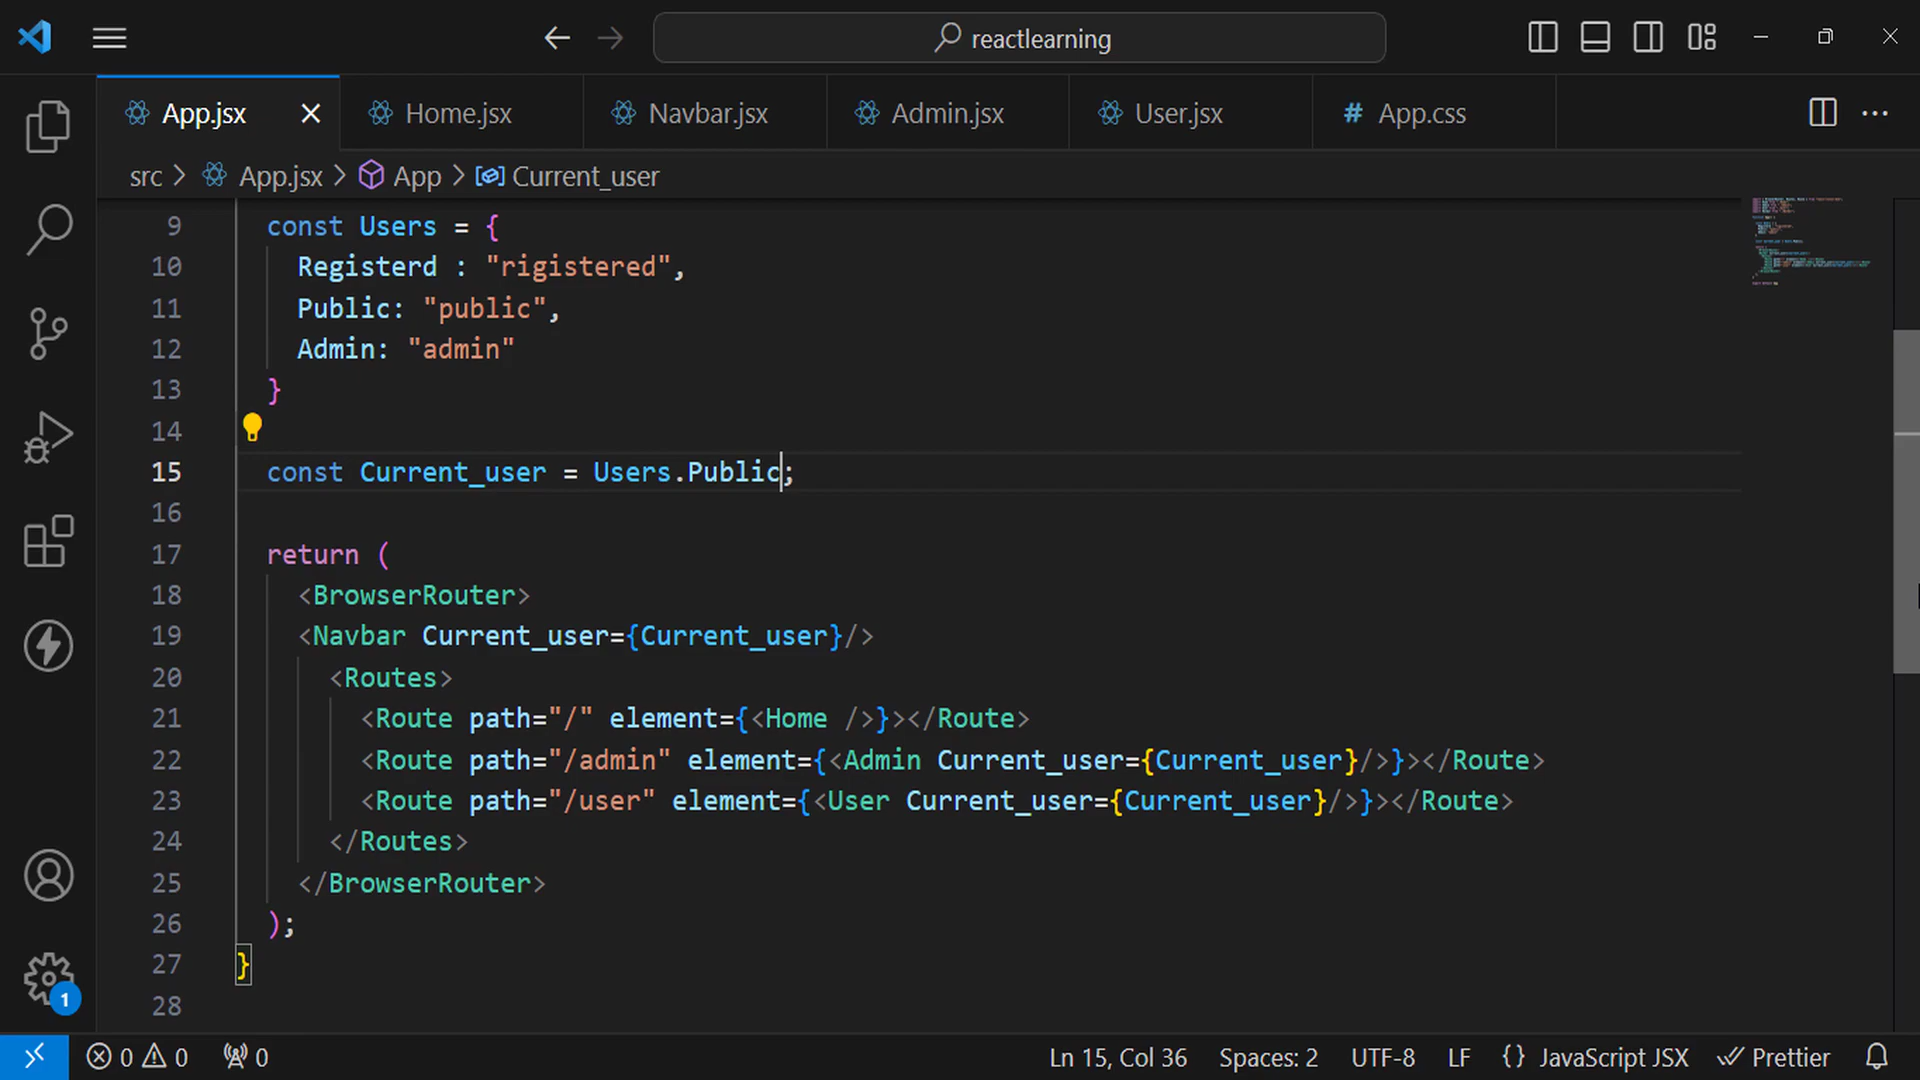 reactlearning
App.jsx
Home.jsx
Navbar.jsx
Admin.jsx
User.jsx
# App.css
src > App.jsx > App > Current_user
9 const Users = {
10 Registerd : "rigistered",
11 Public: "public",
12 Admin: "admin"
13 }
14
15 const Current_user = Users.Public;
16
17 return (
18 <BrowserRouter>
19 <Navbar Current_user={Current_user}/>
20 <Routes>
21 <Route path="/" element={<Home />}></Route>
22 <Route path="/admin" element={<Admin Current_user={Current_user}/>}></Route>
23 <Route path="/user" element={<User Current_user={Current_user}/>}></Route>
24 </Routes>
25 </BrowserRouter>
26 );
27 }
28
1
0 0 0 Ln 15, Col 36 Spaces: 2 UTF-8 LF {} JavaScript JSX Prettier